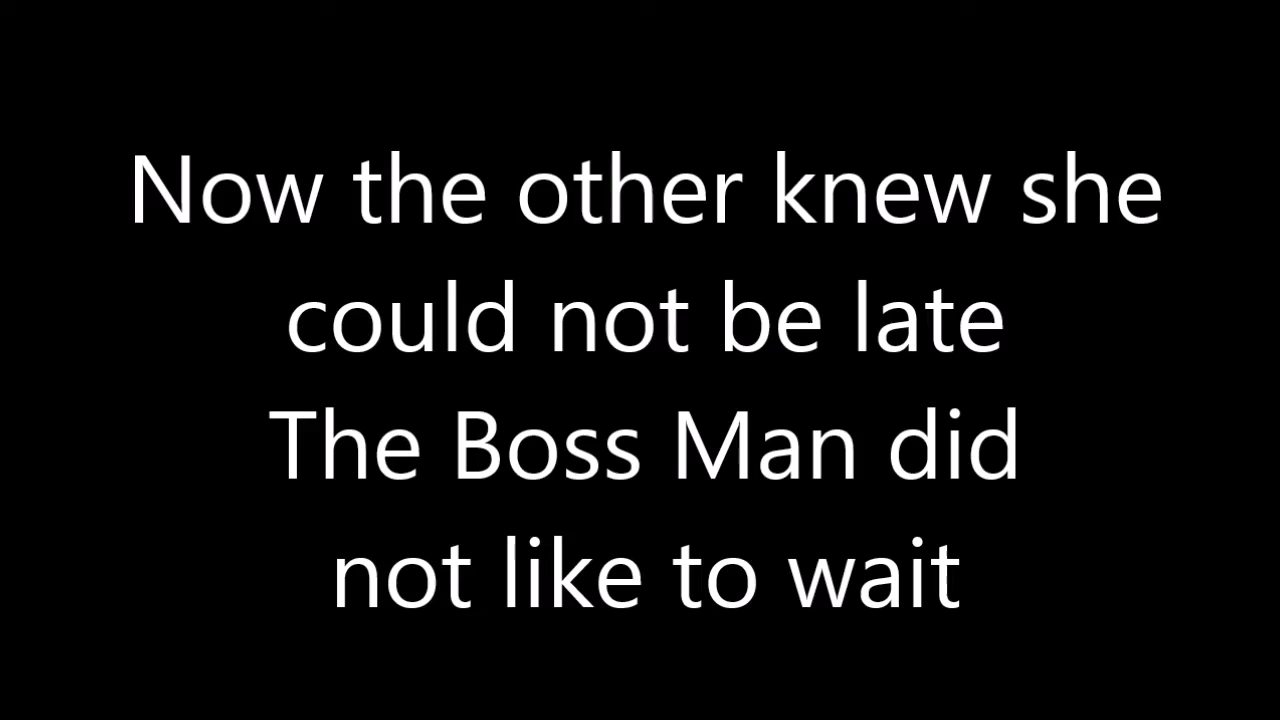 Now the other knew she
could not be late
The Boss Man did
not like to wait